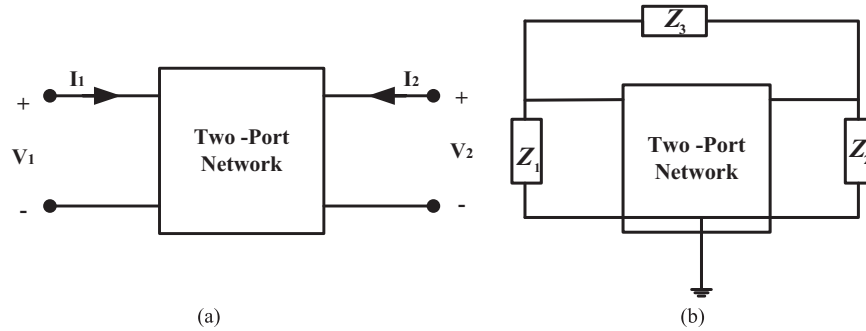 I1
I2
+
+
V1
Two -Port
Network
V2
-
-
(a)
Z3
Z1
Two -Port
Network
(b)